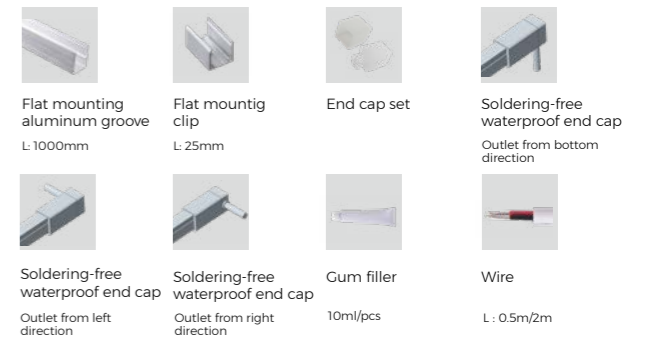 Flat mounting
aluminum groove
L: 1000mm
Flat mountig
clip
L: 25mm
End cap set
Soldering-free
waterproof end cap
Outlet from bottom
direction
Soldering-free
waterproof end cap
Outlet from left
direction
Soldering-free
waterproof end cap
Outlet from right
direction
Gum filler
10ml/pcs
Wire
L : 0.5m/2m